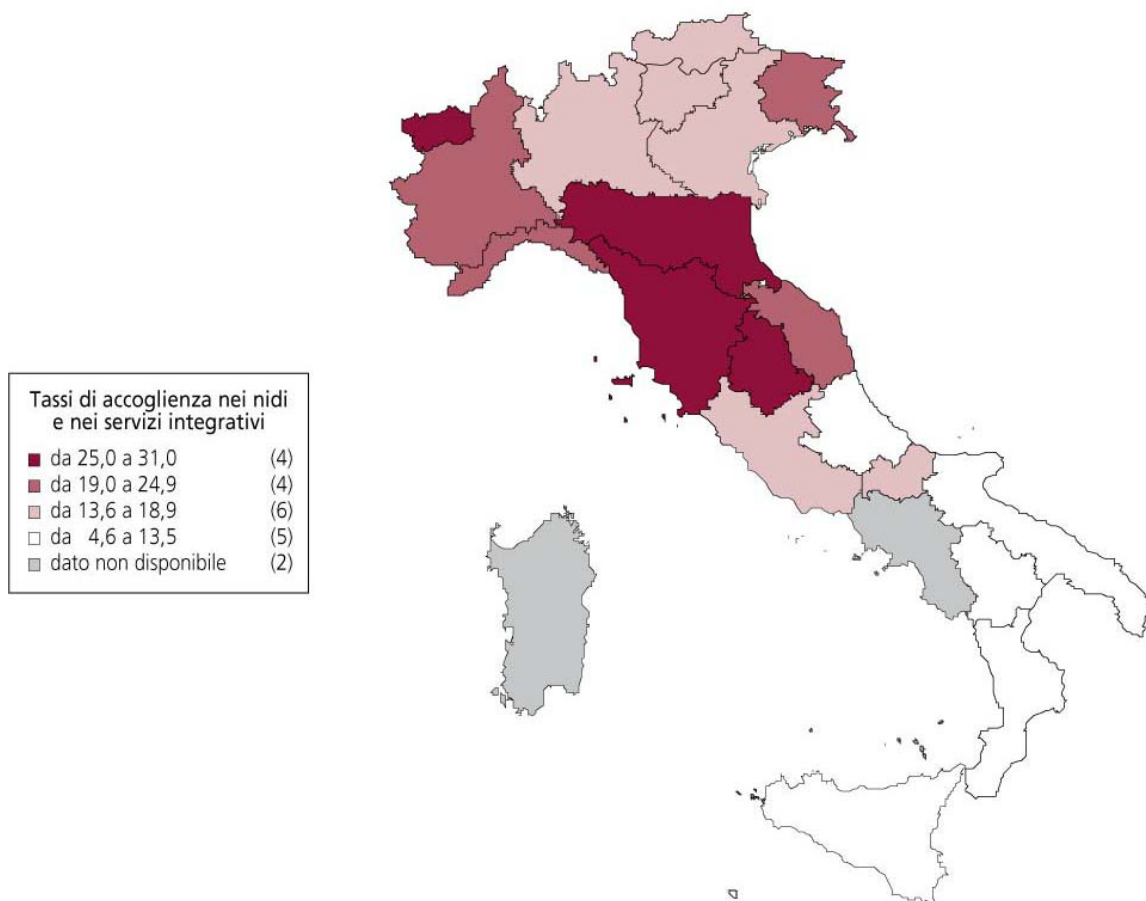 Tassi di accoglienza nei nidi
e nei servizi integrativi
da 25,0 a 31,0 (4)
da 19,0 a 24,9 (4)
da 13,6 a 18,9 (6)
da 4,6 a 13,5 (5)
dato non disponibile (2)